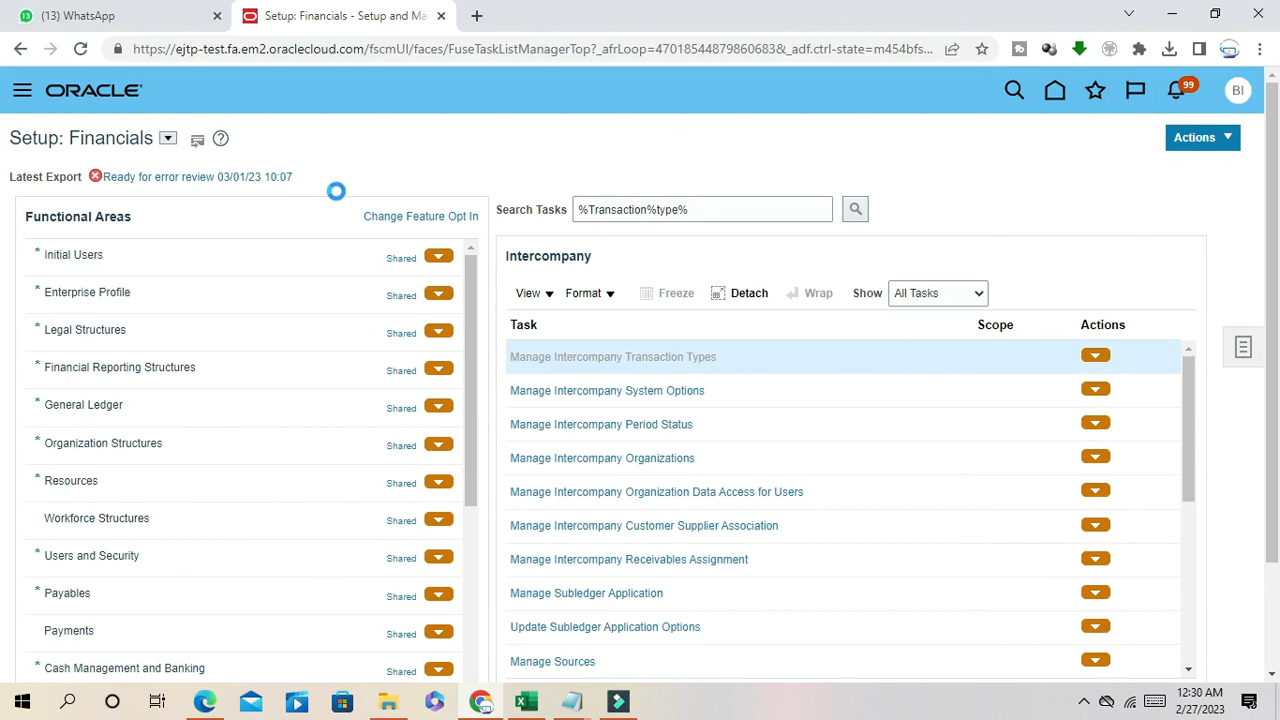 (13) WhatsApp
Setup: Financials - Setup and Ma
https://ejtp-test.fa.em2.oraclecloud.com/fscmUI/faces/FuseTaskListManagerTop?_afrLoop=47018544879860683&_adf.ctrl-state=m454bfs...
ORACLE
99
BI
Setup: Financials
Actions
Latest Export Ready for error review 03/01/23 10:07
Functional Areas
Change Feature Opt In
* Initial Users Shared
* Enterprise Profile Shared
* Legal Structures Shared
* Financial Reporting Structures Shared
* General Ledger Shared
* Organization Structures Shared
* Resources Shared
Workforce Structures Shared
* Users and Security Shared
* Payables Shared
Payments Shared
* Cash Management and Banking Shared
Search Tasks %Transaction%type%
Intercompany
View Format Freeze Detach Wrap Show All Tasks
Task Scope Actions
Manage Intercompany Transaction Types
Manage Intercompany System Options
Manage Intercompany Period Status
Manage Intercompany Organizations
Manage Intercompany Organization Data Access for Users
Manage Intercompany Customer Supplier Association
Manage Intercompany Receivables Assignment
Manage Subledger Application
Update Subledger Application Options
Manage Sources
12:30 AM
2/27/2023